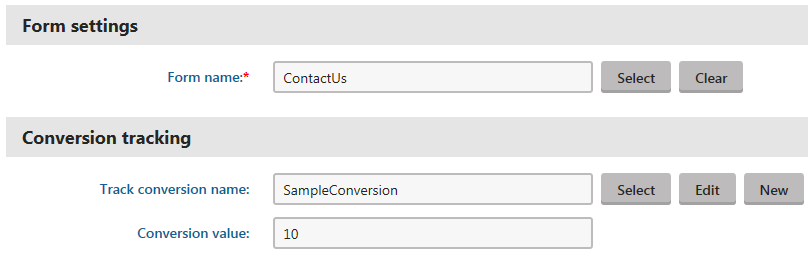 Form settings
Form name:* ContactUs Select Clear
Conversion tracking
Track conversion name: SampleConversion Select Edit New
Conversion value: 10